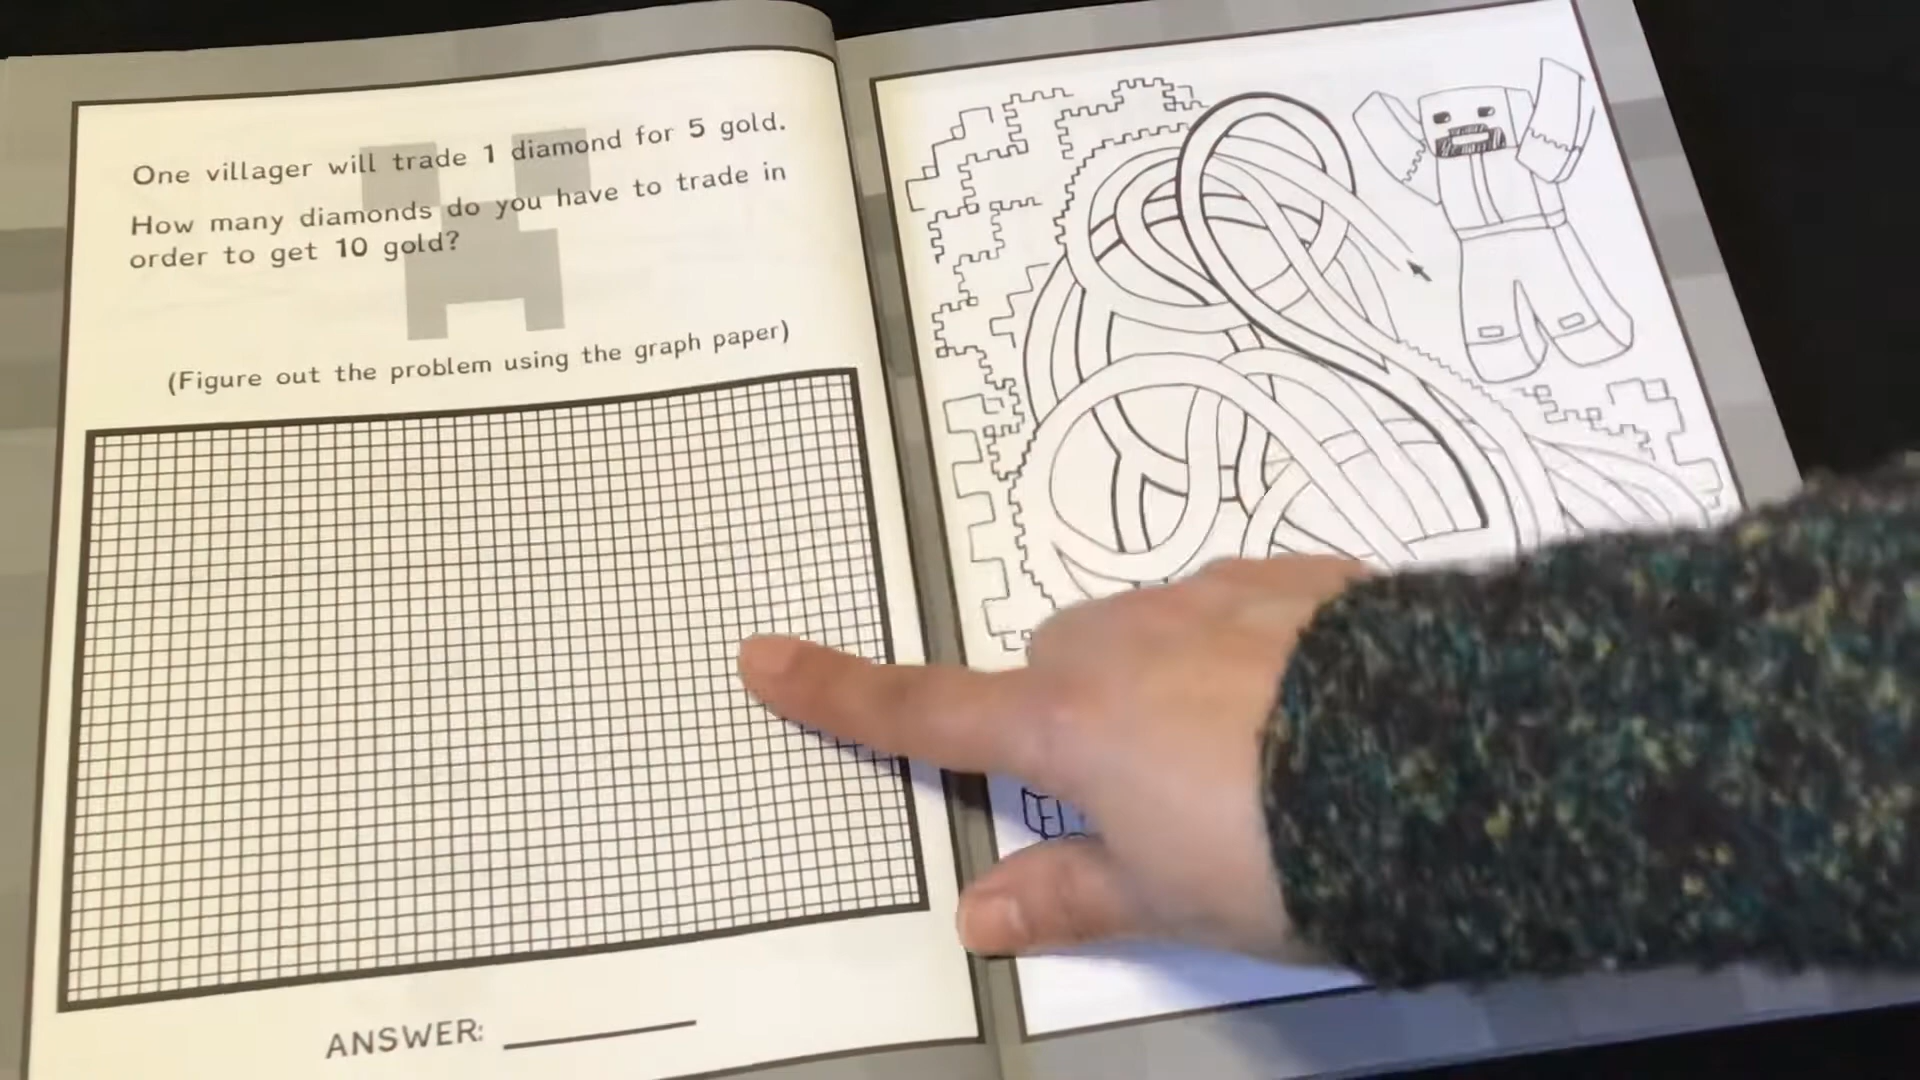 One villager will trade 1 diamond for 5 gold.
How many diamonds do you have to trade in
order to get 10 gold?
(Figure out the problem using the graph paper)
ANSWER: